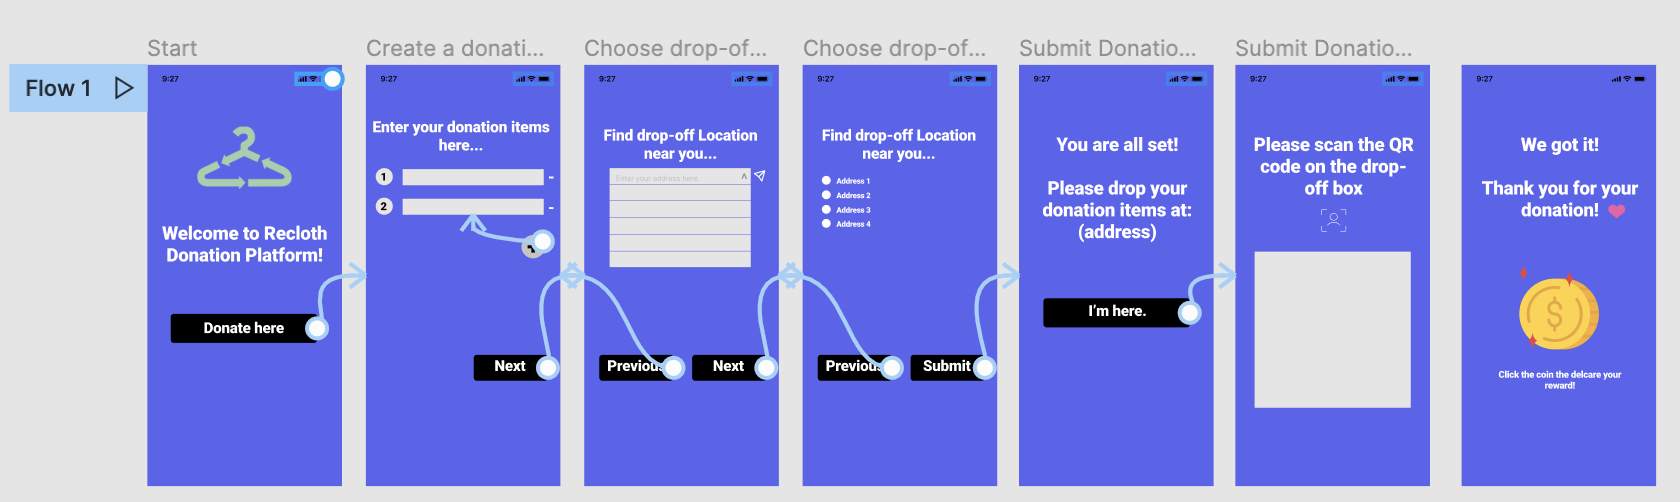 Start
Create a donati...
Choose drop-of...
Choose drop-of...
Submit Donatio...
Submit Donatio...
Flow 1
9:27
Welcome to Recloth
Donation Platform!
Donate here
9:27
Enter your donation items
here...
1
-
2
-
Next
9:27
Find drop-off Location
near you...
Enter your address here.
Previous
Next
9:27
Find drop-off Location
near you...
Address 1
Address 2
Address 3
Address 4
Previous
Submit
9:27
You are all set!
Please drop your
donation items at:
(address)
I'm here.
9:27
Please scan the QR
code on the drop-
off box
9:27
We got it!
Thank you for your
donation!
$
Click the coin the delcare your
reward!